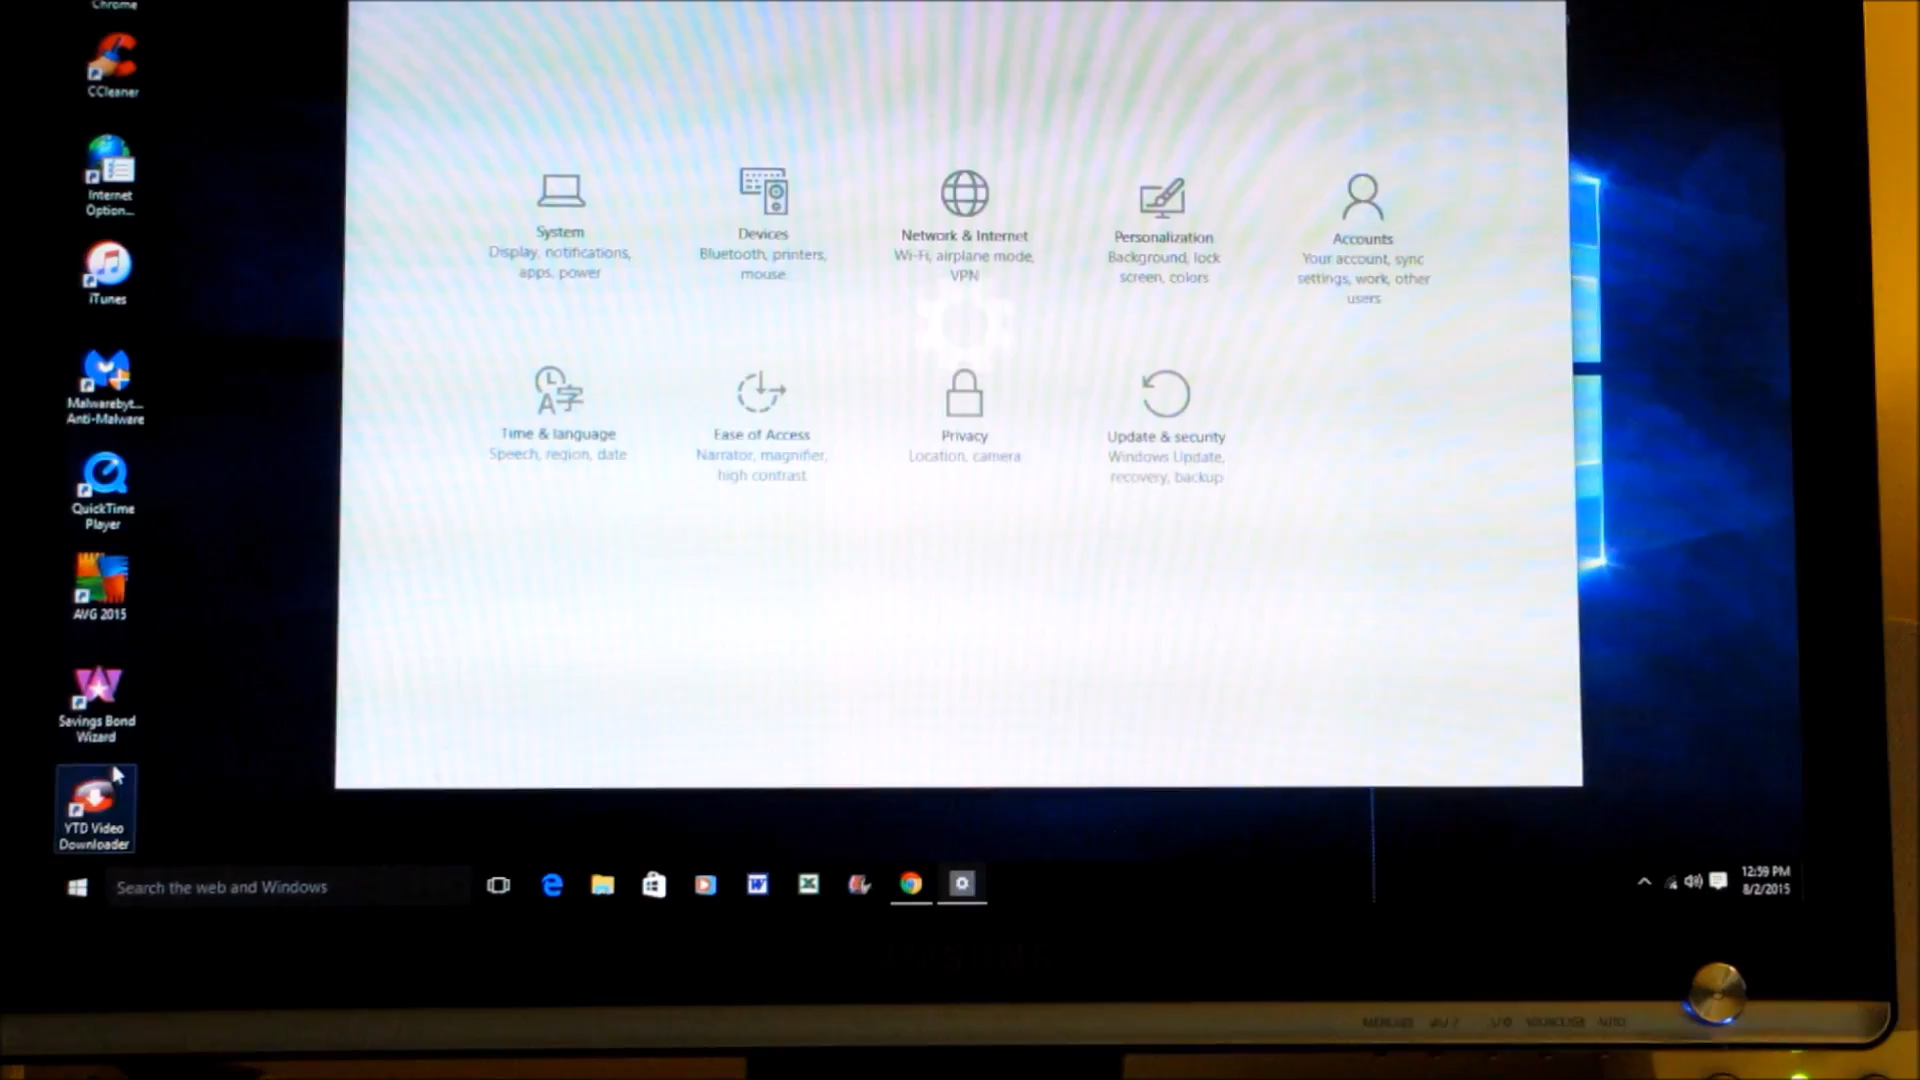 Chrome
CCleaner
Internet
Option...
iTunes
Malwarebyt...
Anti-Malware
QuickTime
Player
AVG 2015
Savings Bond
Wizard
YTD Video
Downloader
System
Display, notifications,
apps, power
Devices
Bluetooth, printers,
mouse
Network & Internet
Wi-Fi, airplane mode,
VPN
Personalization
Background, lock
screen, colors
Accounts
Your account, sync
settings, work, other
users
Time & language
Speech, region, date
Ease of Access
Narrator, magnifier,
high contrast
Privacy
Location, camera
Update & security
Windows Update,
recovery, backup
Search the web and Windows
12:59 PM
8/2/2015